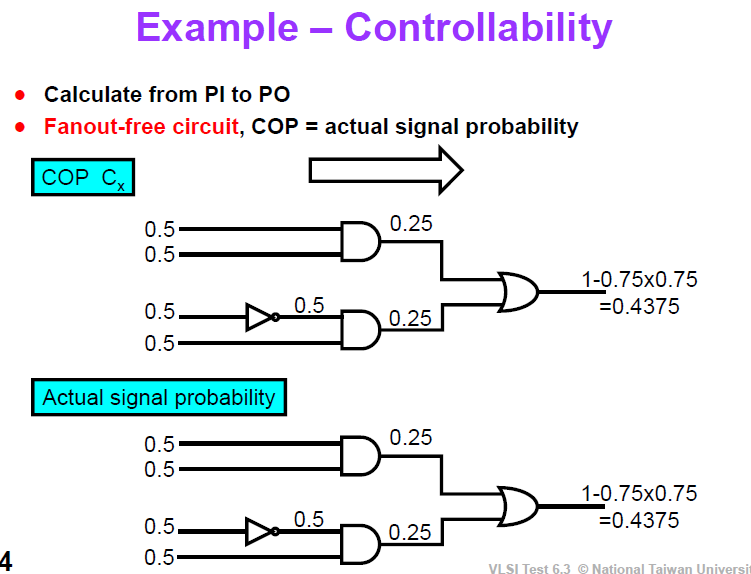 Example – Controllability
● Calculate from PI to PO
● Fanout-free circuit, COP = actual signal probability
COP Cx
0.5
0.5
0.25
0.5
0.5
0.5
0.25
1-0.75x0.75
=0.4375
Actual signal probability
0.5
0.5
0.25
0.5
0.5
0.5
0.25
1-0.75x0.75
=0.4375
4
VLSI Test 6.3 © National Taiwan Universit